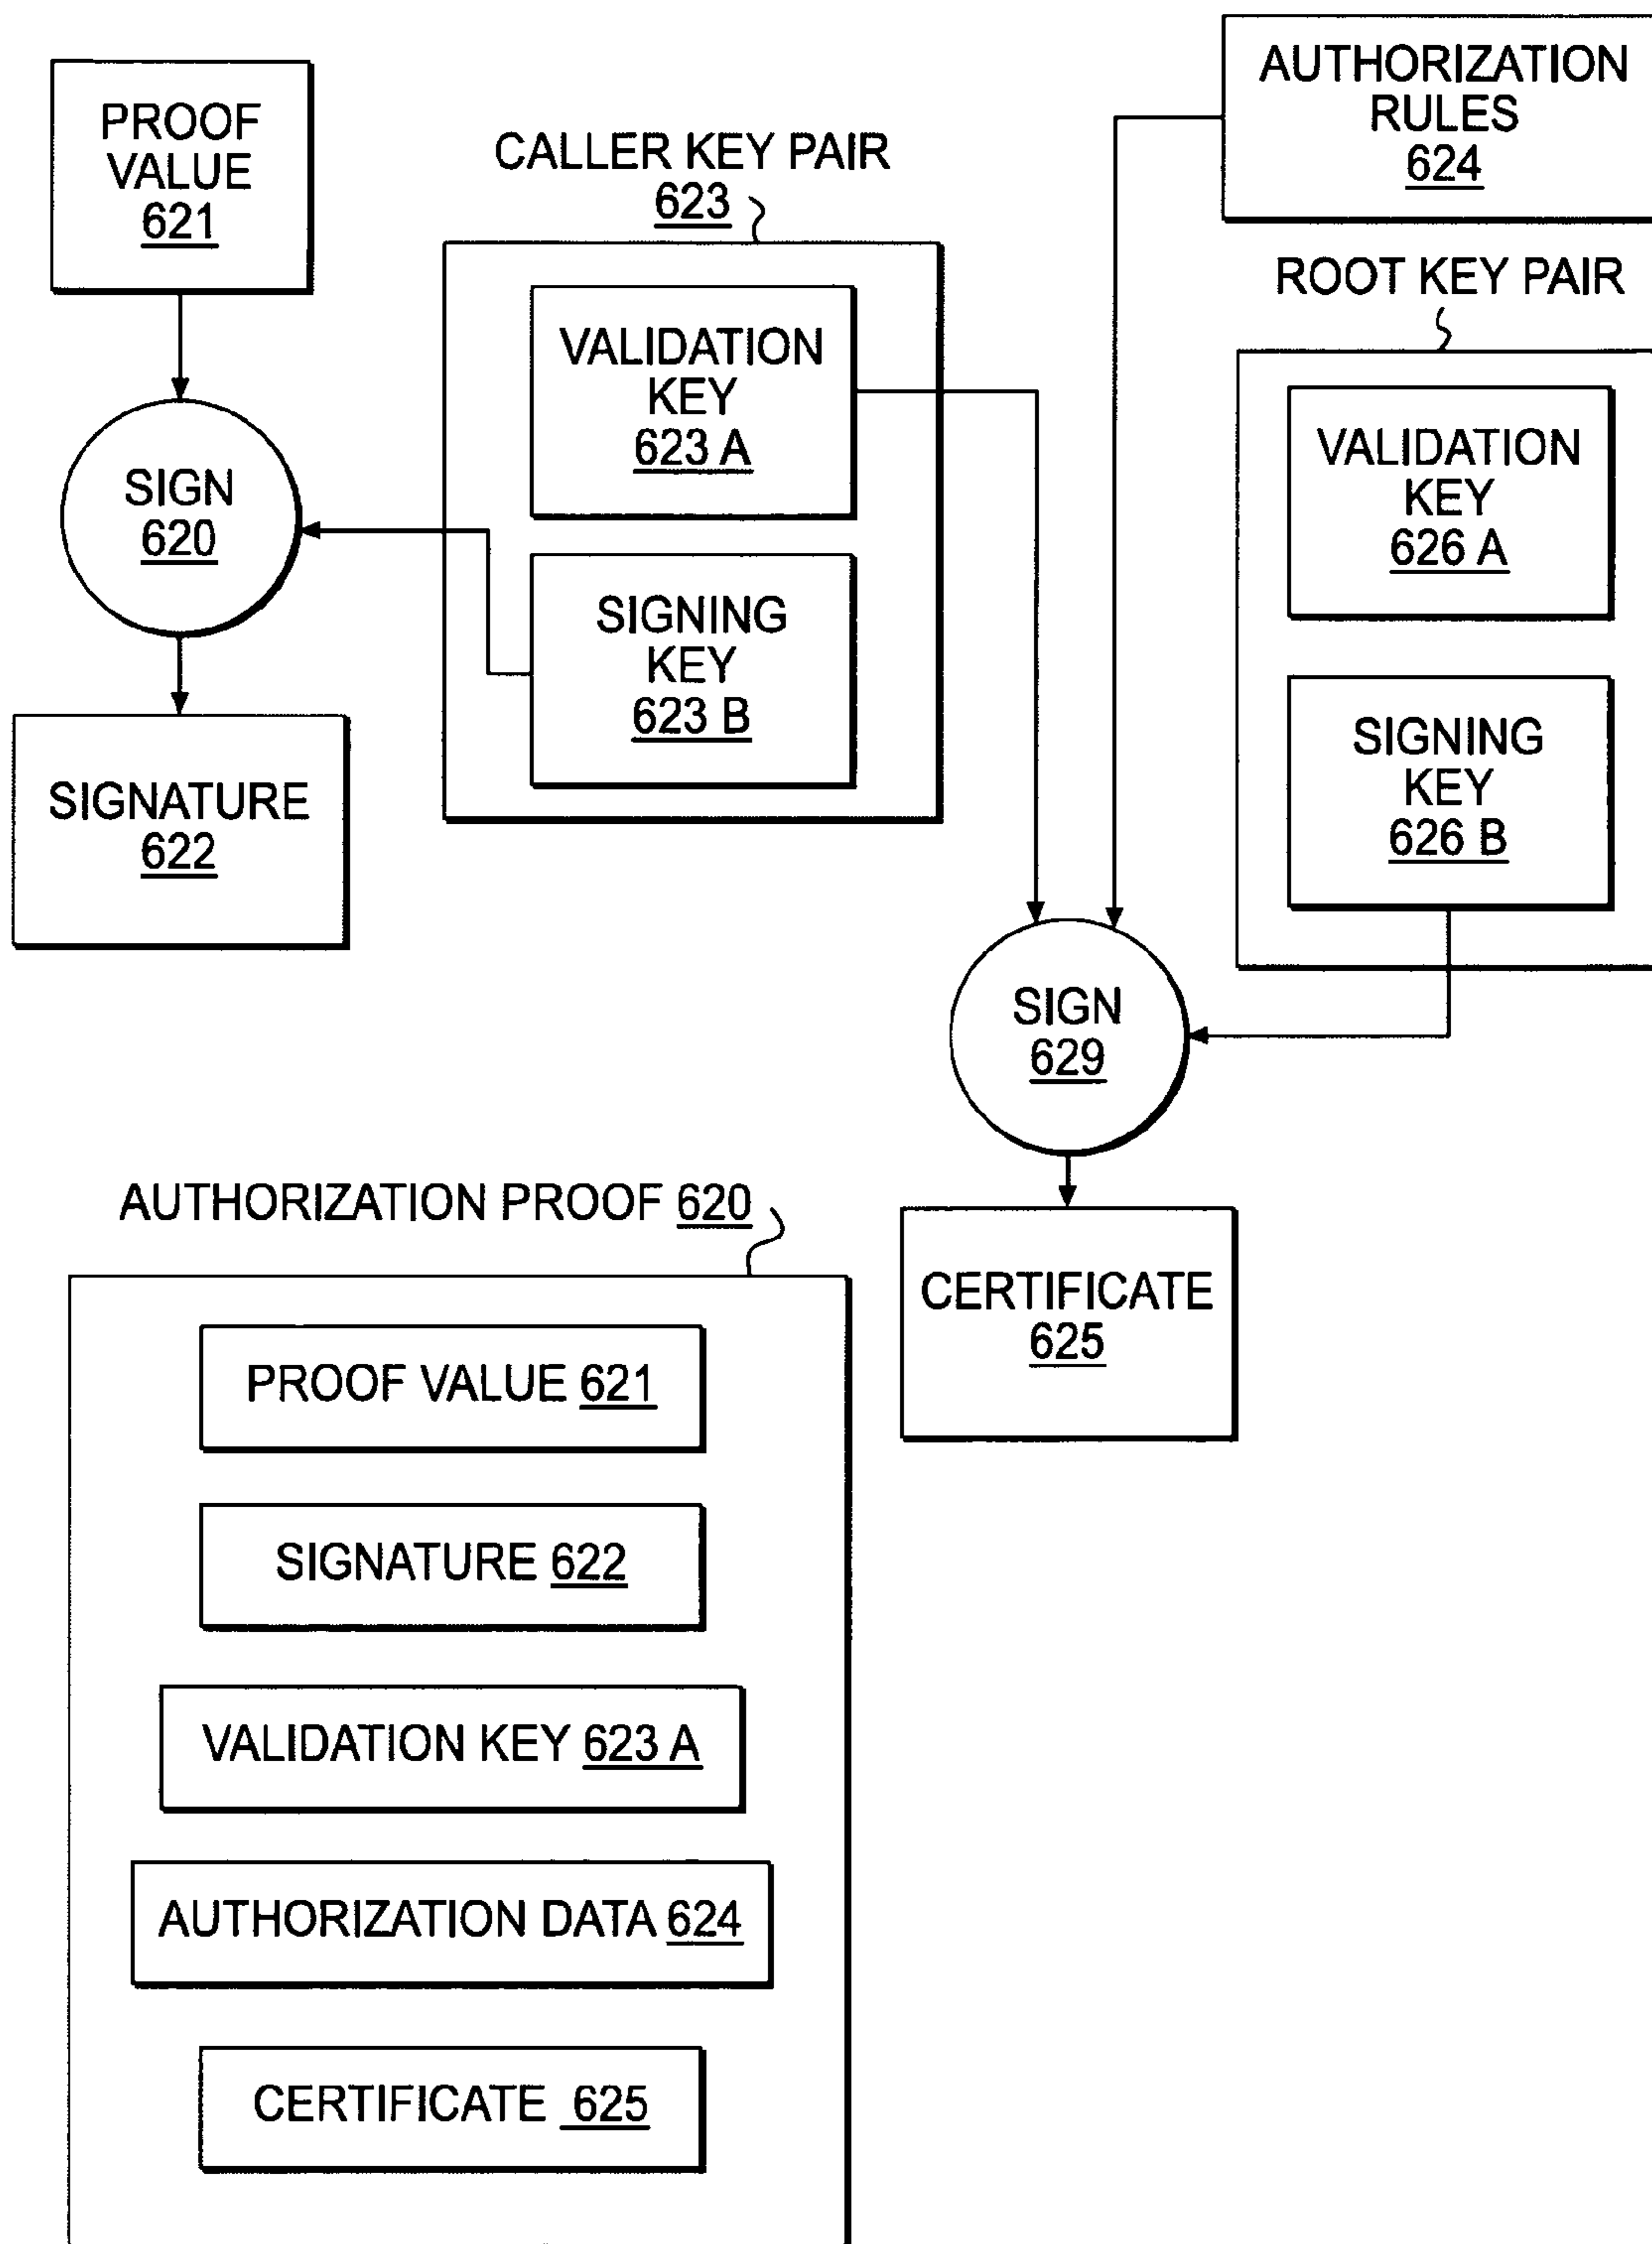 PROOF
VALUE
621
SIGN
620
SIGNATURE
622
CALLER KEY PAIR
623
VALIDATION
KEY
623 A
SIGNING
KEY
623 B
AUTHORIZATION
RULES
624
ROOT KEY PAIR
VALIDATION
KEY
626 A
SIGNING
KEY
626 B
SIGN
629
CERTIFICATE
625
AUTHORIZATION PROOF 620
PROOF VALUE 621
SIGNATURE 622
VALIDATION KEY 623 A
AUTHORIZATION DATA 624
CERTIFICATE 625